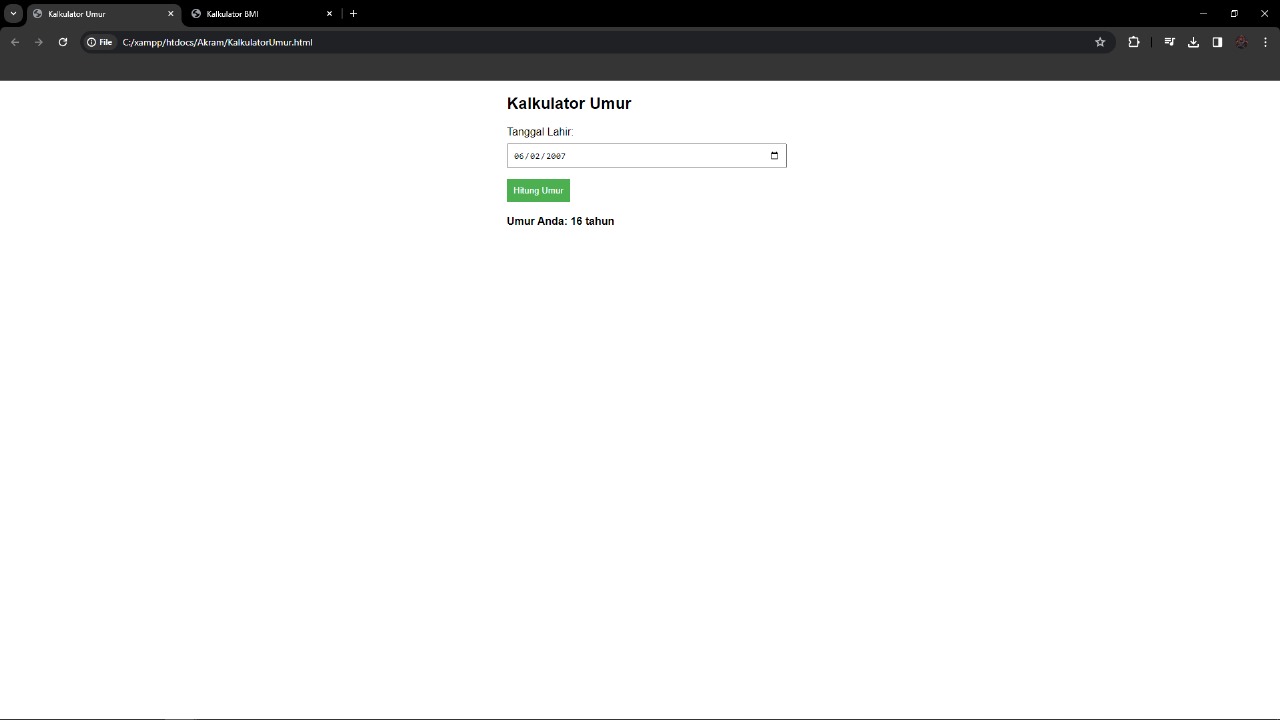 Kalkulator Umur
Kalkulator BMI
File
C:/xampp/htdocs/Akram/KalkulatorUmur.html
Kalkulator Umur
Tanggal Lahir:
06/02/2007
Hitung Umur
Umur Anda: 16 tahun